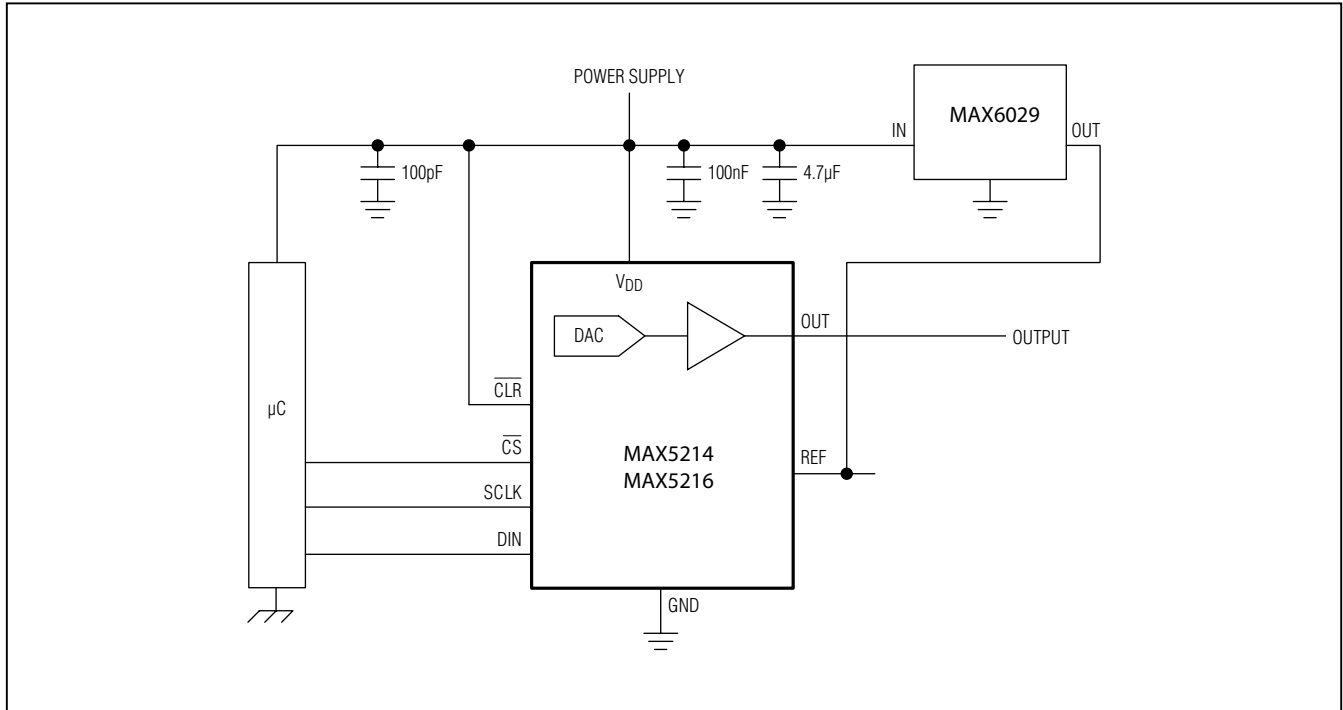 POWER SUPPLY
MAX6029
IN
OUT
100pF
100nF
4.7µF
VDD
DAC
OUT
OUTPUT
CLR
µC
CS
MAX5214
MAX5216
REF
SCLK
DIN
GND